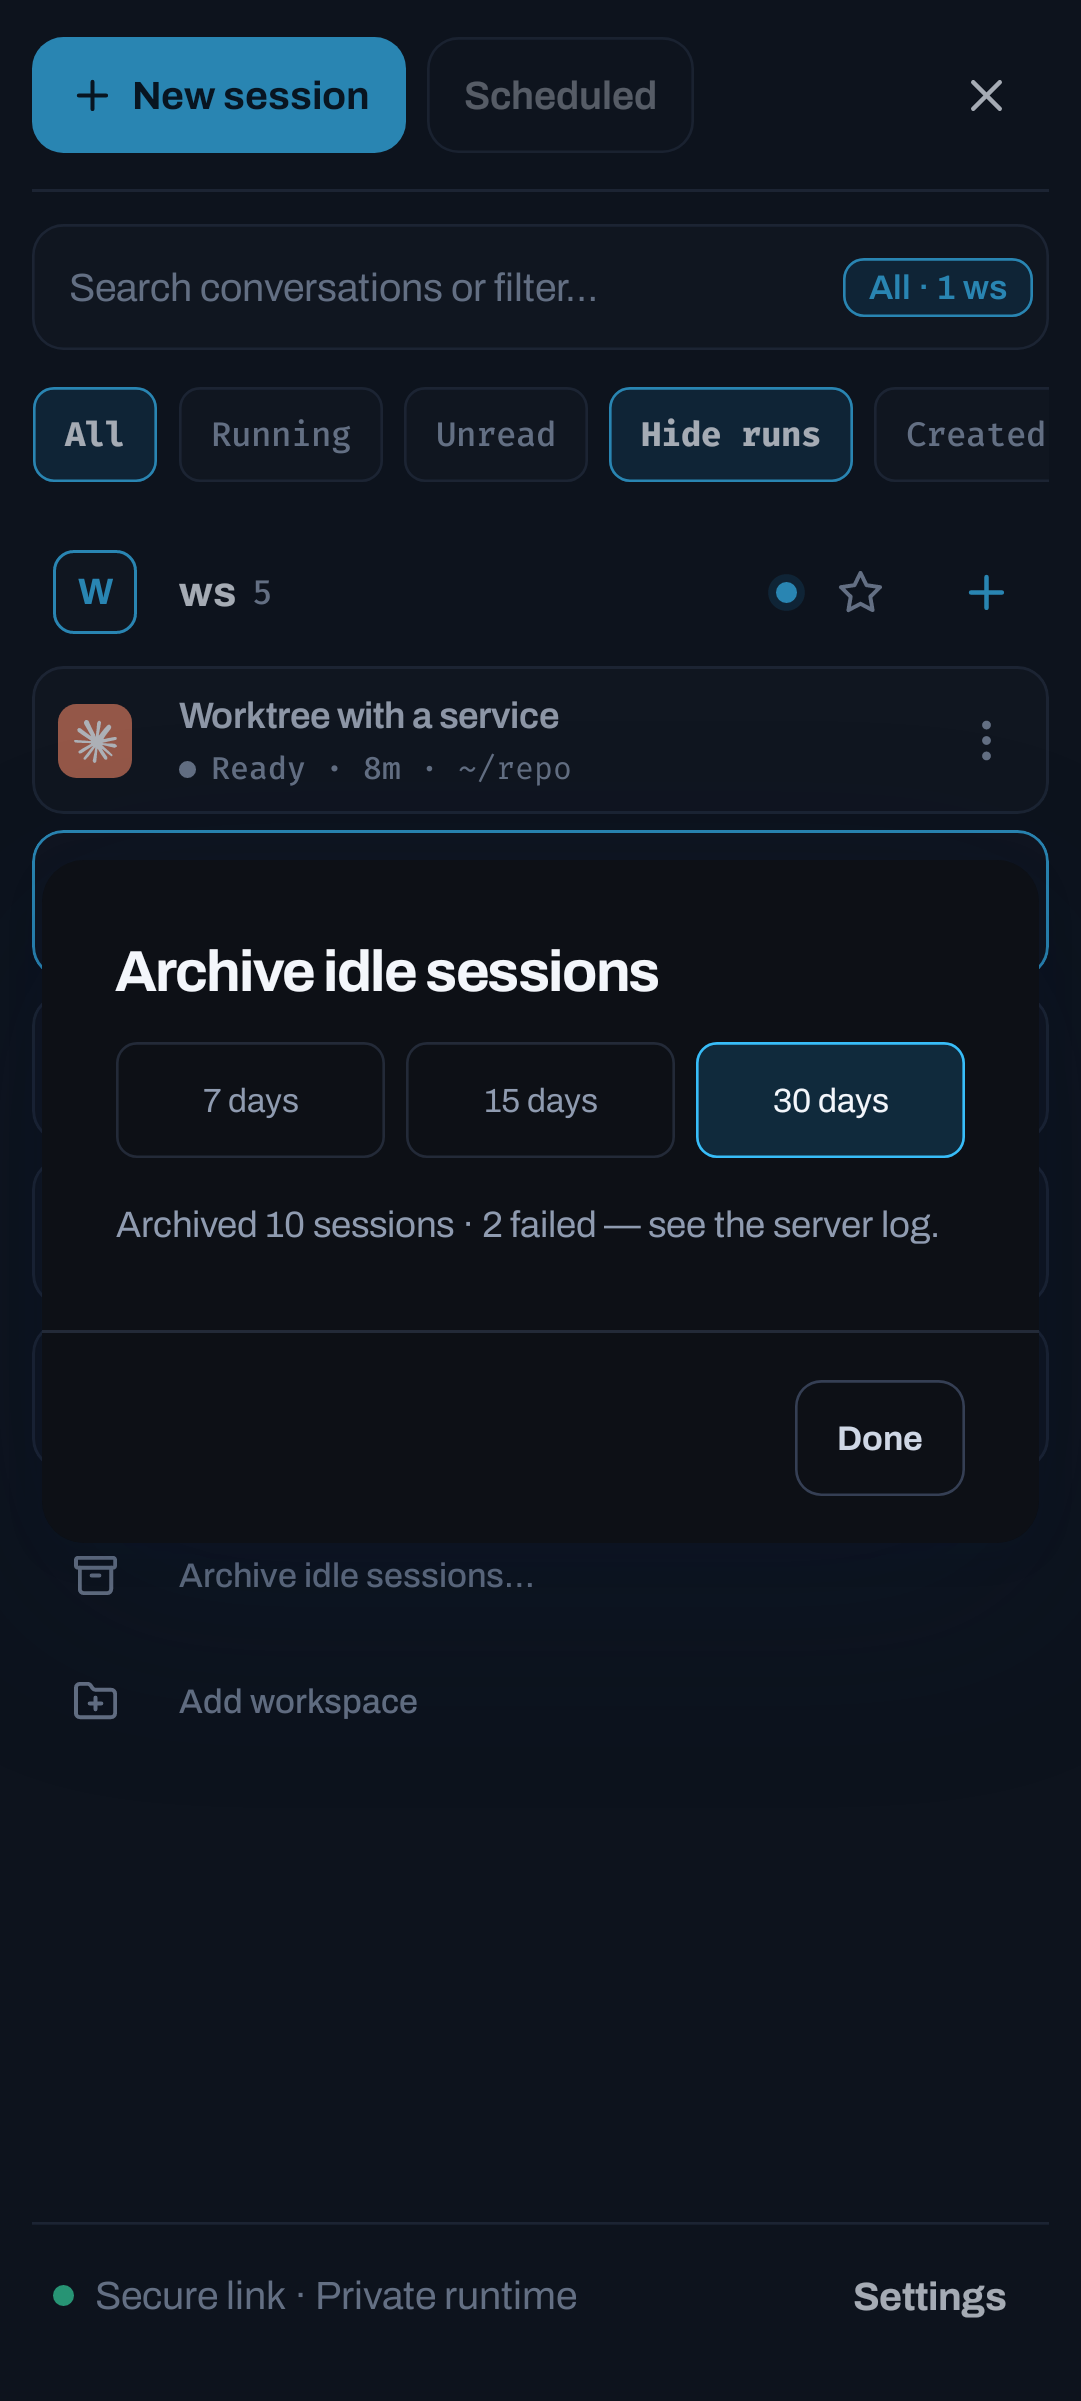 New session
Scheduled
Search conversations or filter...
All · 1 ws
All
Running
Unread
Hide runs
Created
W
ws 5
Worktree with a service
Ready · 8m · ~/repo
Archive idle sessions
7 days
15 days
30 days
Archived 10 sessions · 2 failed — see the server log.
Done
Archive idle sessions...
Add workspace
Secure link · Private runtime
Settings